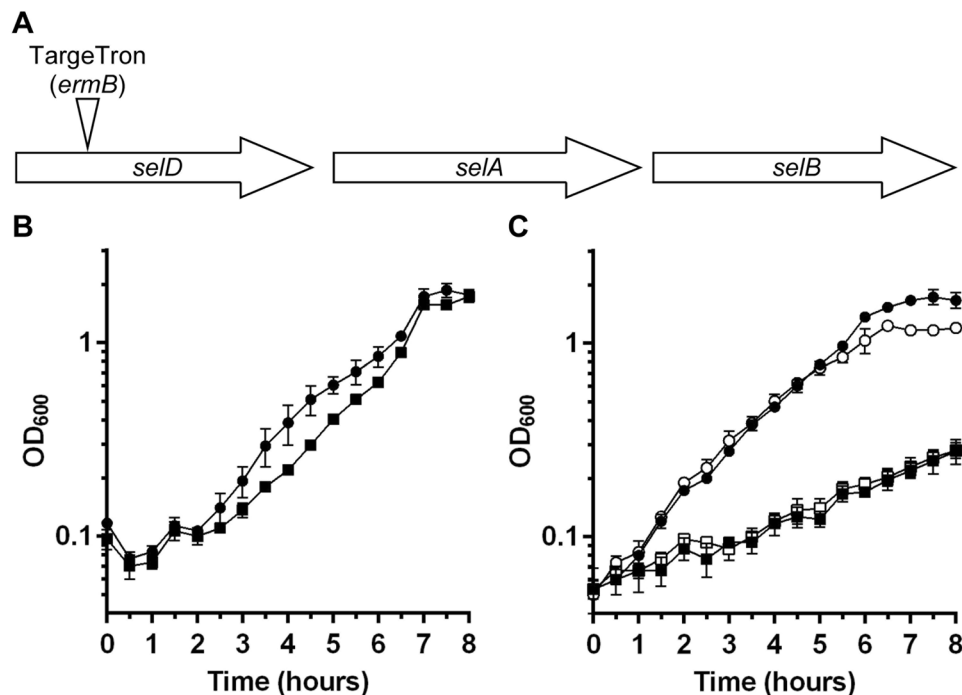 A
TargeTron
(ermB)
selD
selA
selB
B
C
OD600
1
0.1
0 1 2 3 4 5 6 7 8
Time (hours)
OD600
1
0.1
0 1 2 3 4 5 6 7 8
Time (hours)